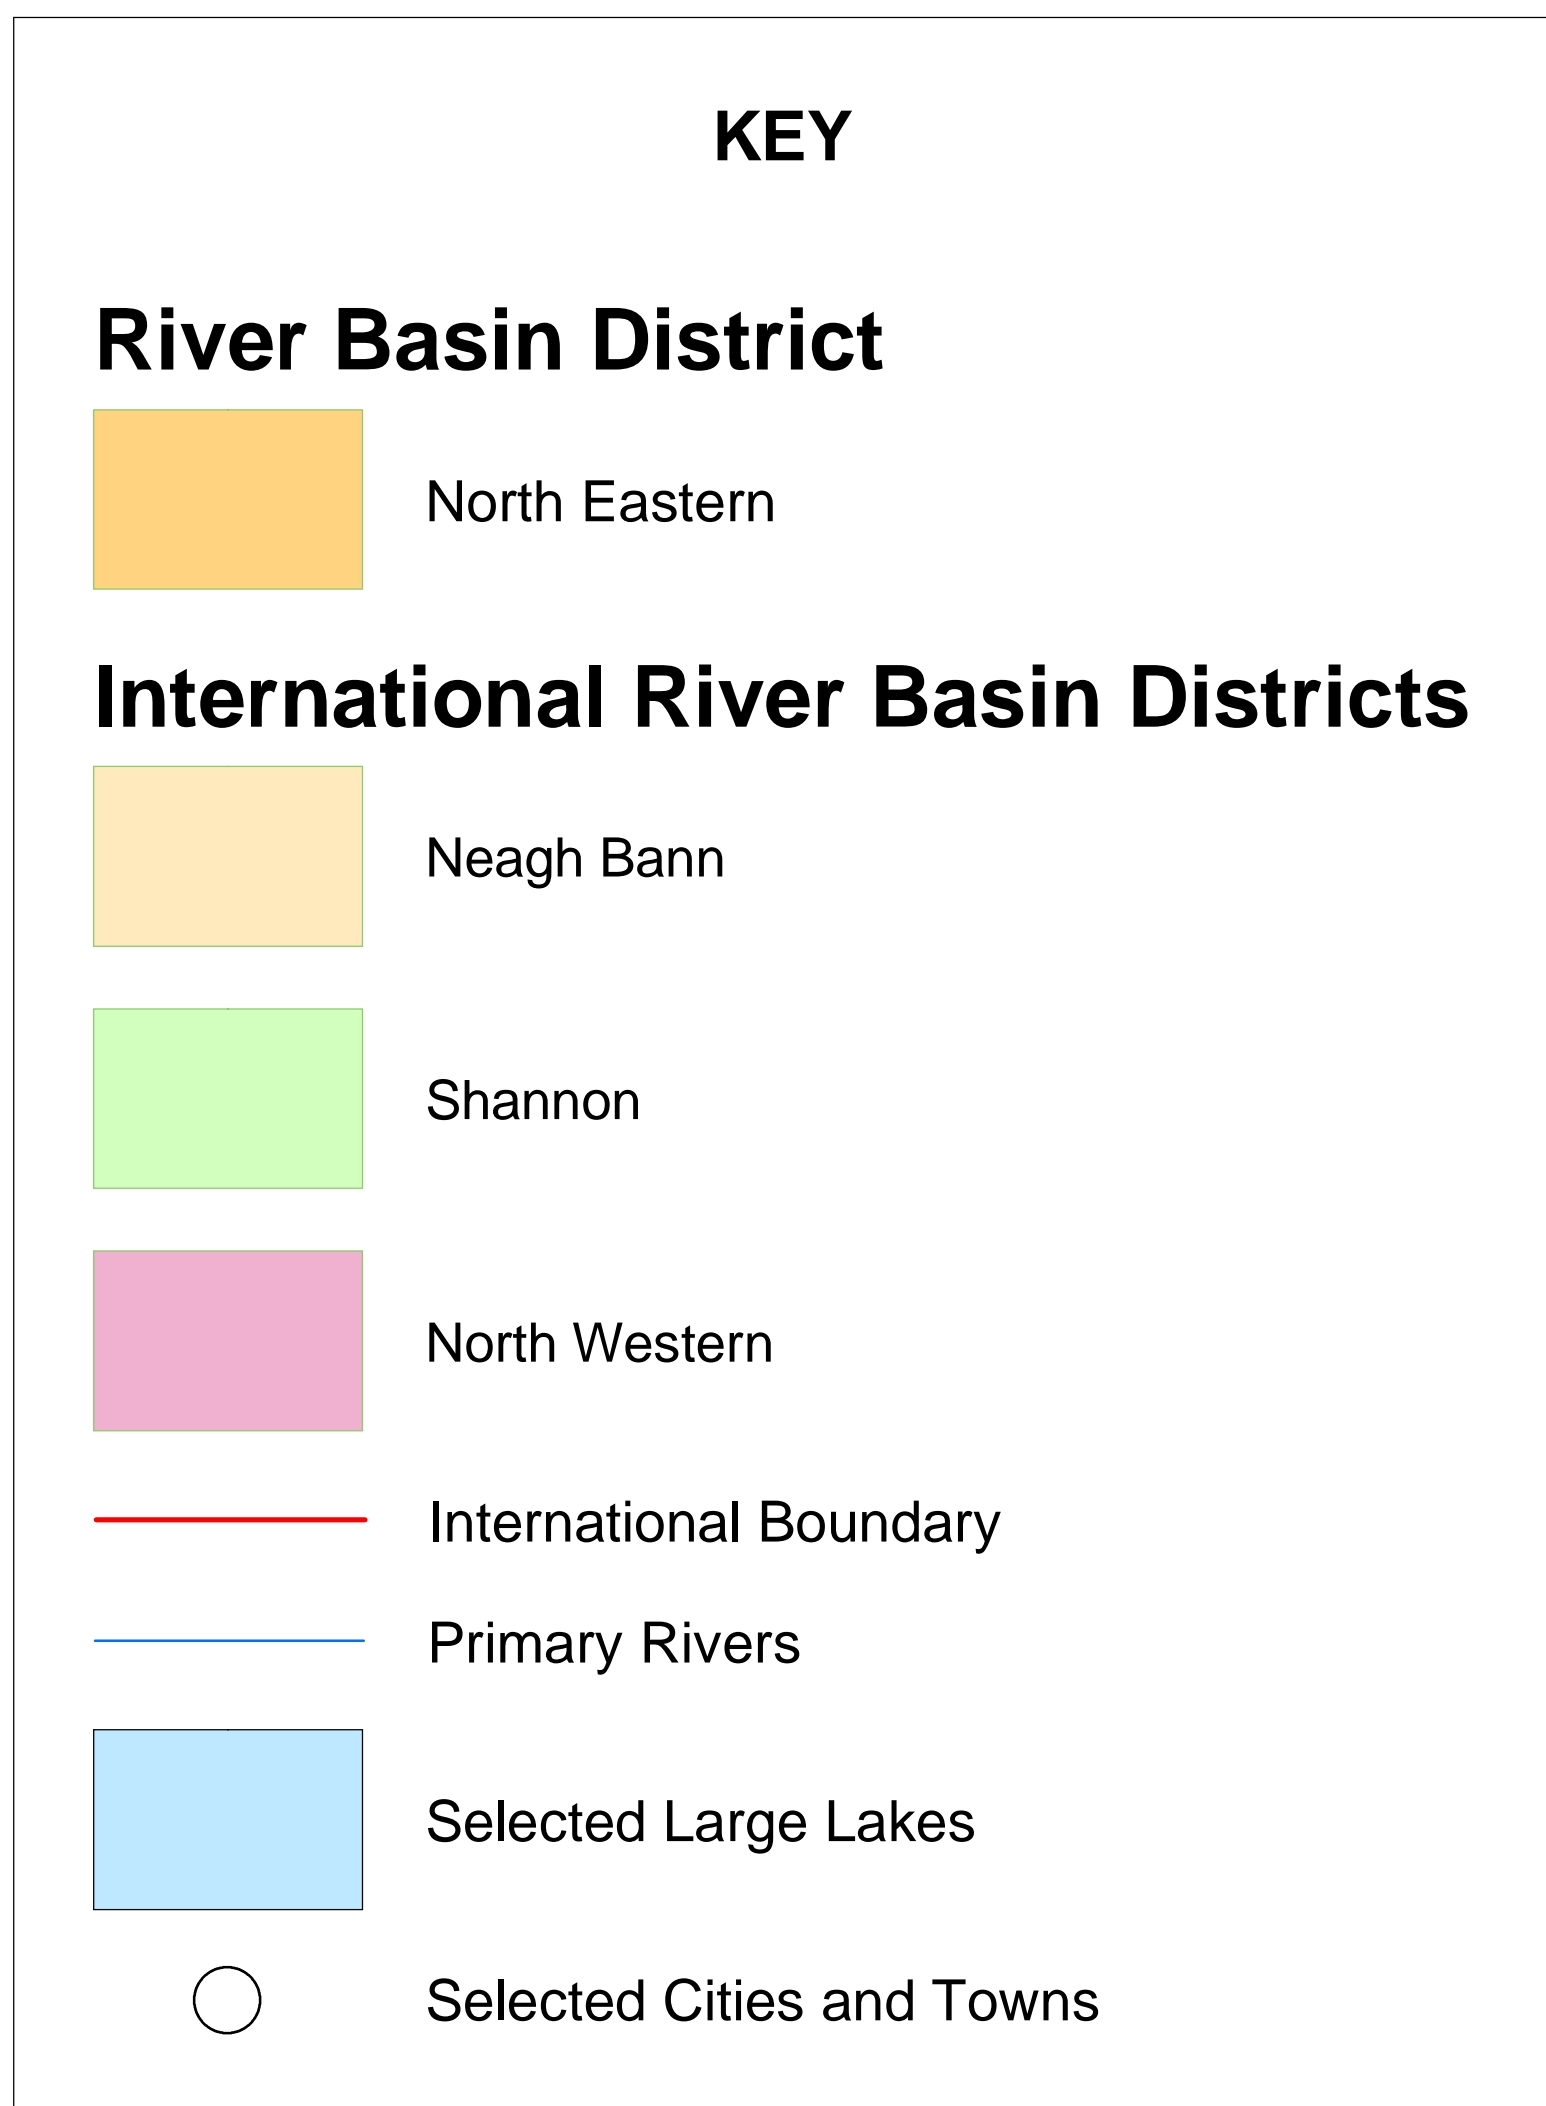 KEY
River Basin District
North Eastern
International River Basin Districts
Neagh Bann
Shannon
North Western
International Boundary
Primary Rivers
Selected Large Lakes
Selected Cities and Towns